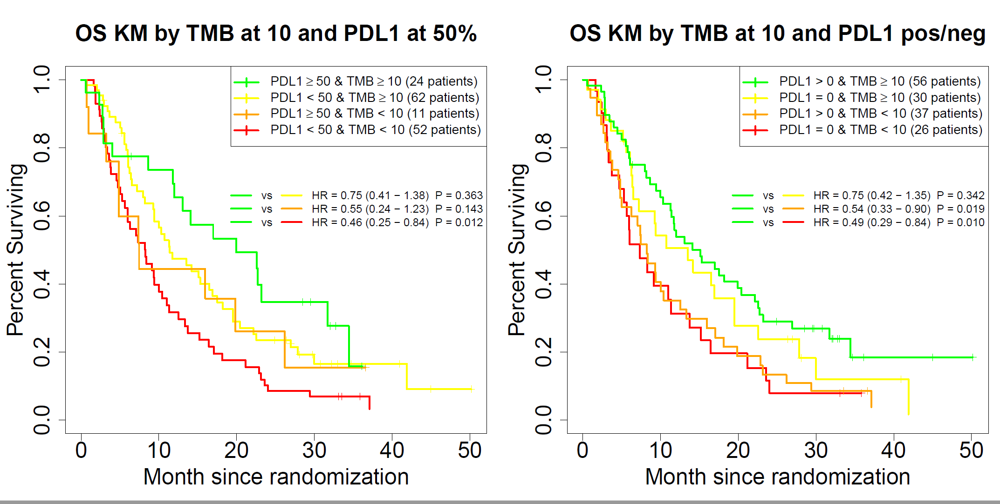 OS KM by TMB at 10 and PDL1 at 50%
PDL1 ≥ 50 & TMB ≥ 10 (24 patients)
PDL1 < 50 & TMB ≥ 10 (62 patients)
PDL1 ≥ 50 & TMB < 10 (11 patients)
PDL1 < 50 & TMB < 10 (52 patients)
vs HR = 0.75 (0.41 − 1.38) P = 0.363
vs HR = 0.55 (0.24 − 1.23) P = 0.143
vs HR = 0.46 (0.25 − 0.84) P = 0.012
Percent Surviving
1.0
0.8
0.6
0.4
0.2
0.0
0 10 20 30 40 50
Month since randomization
OS KM by TMB at 10 and PDL1 pos/neg
PDL1 > 0 & TMB ≥ 10 (56 patients)
PDL1 = 0 & TMB ≥ 10 (30 patients)
PDL1 > 0 & TMB < 10 (37 patients)
PDL1 = 0 & TMB < 10 (26 patients)
vs HR = 0.75 (0.42 − 1.35) P = 0.342
vs HR = 0.54 (0.33 − 0.90) P = 0.019
vs HR = 0.49 (0.29 − 0.84) P = 0.010
Percent Surviving
1.0
0.8
0.6
0.4
0.2
0.0
0 10 20 30 40 50
Month since randomization